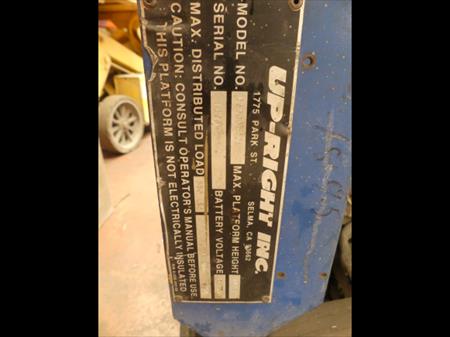 UP-RIGHT INC.
1775 PARK ST. SELMA, CA 93662
MODEL NO. MAX. PLATFORM HEIGHT
SERIAL NO. BATTERY VOLTAGE
MAX. DISTRIBUTED LOAD
CAUTION: CONSULT OPERATOR'S MANUAL BEFORE USE.
THIS PLATFORM IS NOT ELECTRICALLY INSULATED